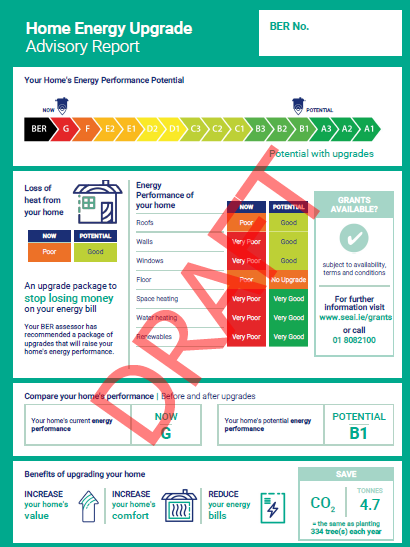 Home Energy Upgrade
Advisory Report
BER No.
Your Home's Energy Performance Potential
NOW
POTENTIAL
BER G F E2 E1 D2 D1 C3 C2 C1 B3 B2 B1 A3 A2 A1
Potential with upgrades
Loss of
heat from
your home
NOW POTENTIAL
Poor Good
An upgrade package to
stop losing money
on your energy bill
Your BER assessor has
recommended a package of
upgrades that will raise your
home's energy performance.
Energy
Performance of
your home
NOW POTENTIAL
Roofs Poor Good
Walls Very Poor Good
Windows Very Poor Good
Floor Poor No Upgrade
Space heating Very Poor Very Good
Water heating Very Poor Very Good
Renewables Very Poor Very Good
GRANTS
AVAILABLE?
subject to availability,
terms and conditions
For further
information visit
www.seai.ie/grants
or call
01 8082100
DRAFT
Compare your home's performance | Before and after upgrades
Your home's current energy
performance
NOW
G
Your home's potential energy
performance
POTENTIAL
B1
Benefits of upgrading your home
INCREASE
your home's
value
INCREASE
your home's
comfort
REDUCE
your energy
bills
SAVE
CO2
TONNES
4.7
= the same as planting
334 tree(s) each year